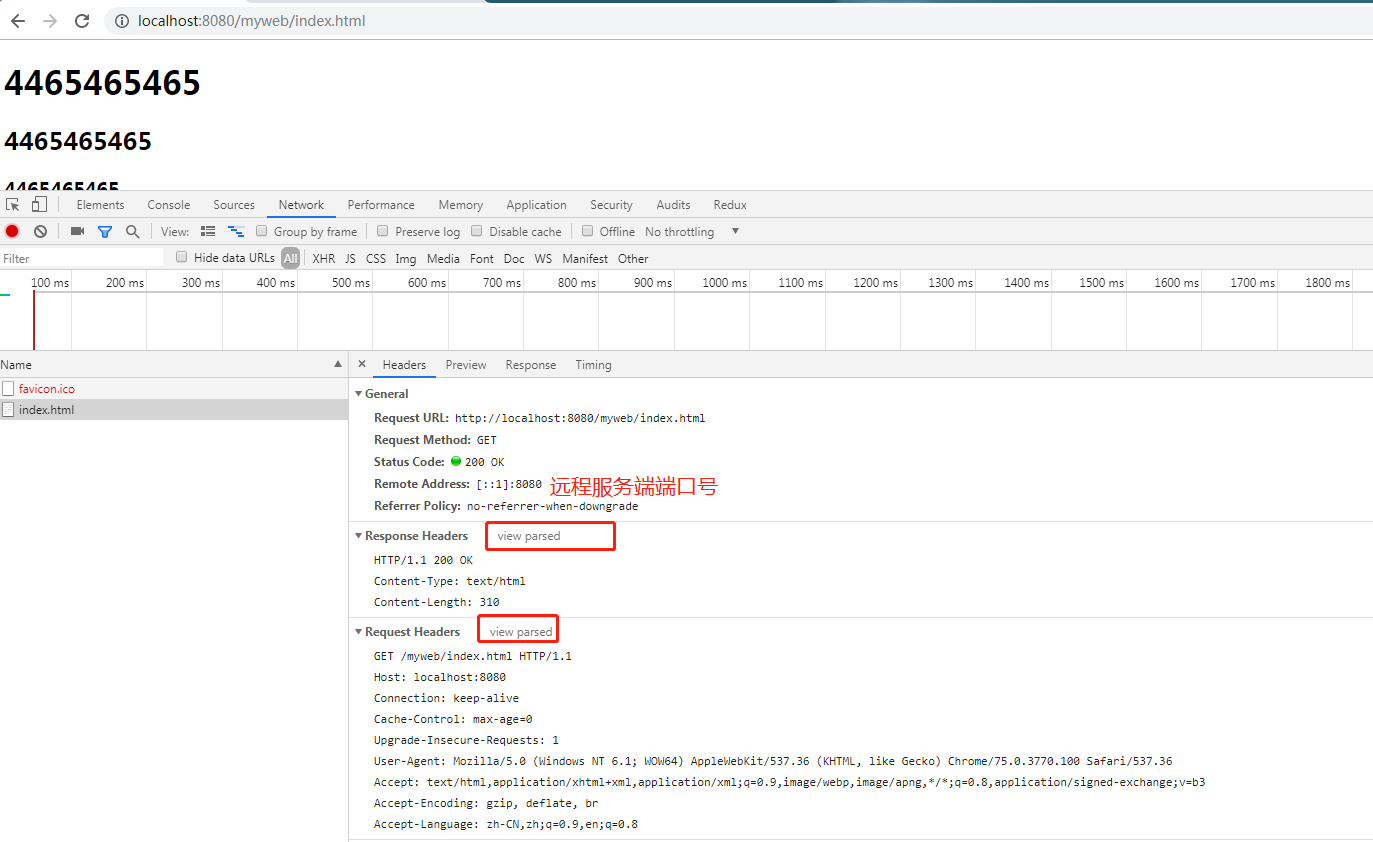 localhost:8080/myweb/index.html
4465465465
4465465465
4465465465
Elements Console Sources Network Performance Memory Application Security Audits Redux
View: Group by frame Preserve log Disable cache Offline No throttling ▼
Filter Hide data URLs All XHR JS CSS Img Media Font Doc WS Manifest Other
100 ms 200 ms 300 ms 400 ms 500 ms 600 ms 700 ms 800 ms 900 ms 1000 ms 1100 ms 1200 ms 1300 ms 1400 ms 1500 ms 1600 ms 1700 ms 1800 ms
Name ▲ × Headers Preview Response Timing
favicon.ico
index.html
▼ General
Request URL: http://localhost:8080/myweb/index.html
Request Method: GET
Status Code: 200 OK
Remote Address: [::1]:8080 远程服务端端口号
Referrer Policy: no-referrer-when-downgrade
▼ Response Headers view parsed
HTTP/1.1 200 OK
Content-Type: text/html
Content-Length: 310
▼ Request Headers view parsed
GET /myweb/index.html HTTP/1.1
Host: localhost:8080
Connection: keep-alive
Cache-Control: max-age=0
Upgrade-Insecure-Requests: 1
User-Agent: Mozilla/5.0 (Windows NT 6.1; WOW64) AppleWebKit/537.36 (KHTML, like Gecko) Chrome/75.0.3770.100 Safari/537.36
Accept: text/html,application/xhtml+xml,application/xml;q=0.9,image/webp,image/apng,*/*;q=0.8,application/signed-exchange;v=b3
Accept-Encoding: gzip, deflate, br
Accept-Language: zh-CN,zh;q=0.9,en;q=0.8